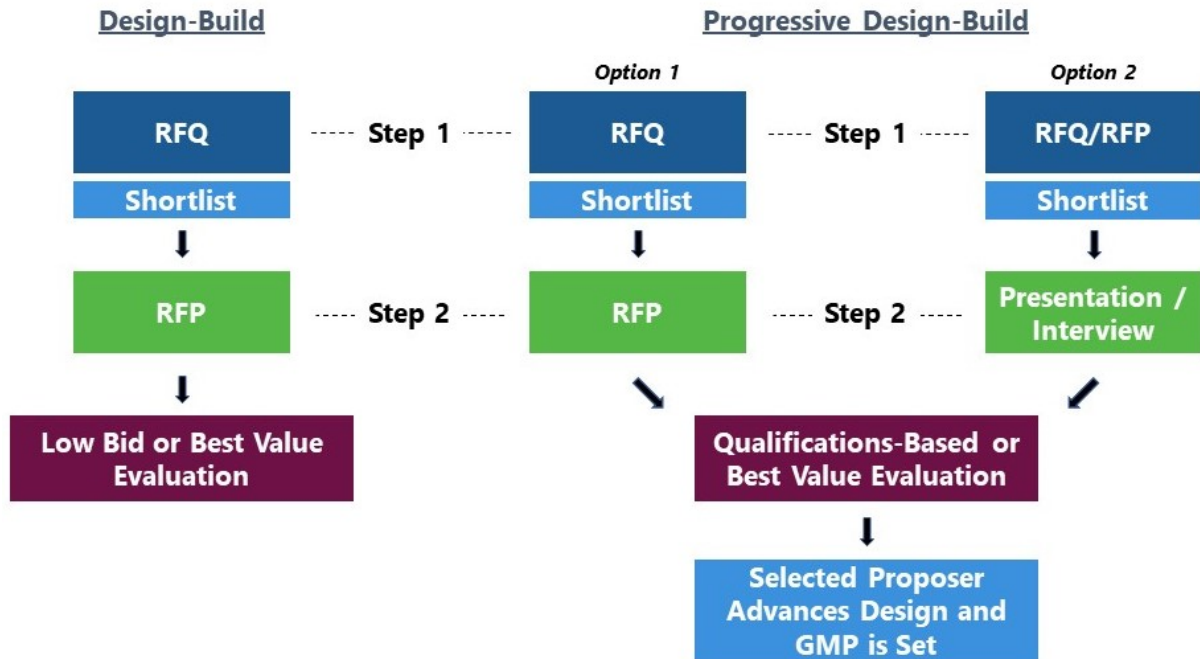 Design-Build
Progressive Design-Build
Option 1
Option 2
RFQ
Step 1
RFQ
Step 1
RFQ/RFP
Shortlist
Shortlist
Shortlist
RFP
Step 2
RFP
Step 2
Presentation /
Interview
Low Bid or Best Value
Evaluation
Qualifications-Based or
Best Value Evaluation
Selected Proposer
Advances Design and
GMP is Set